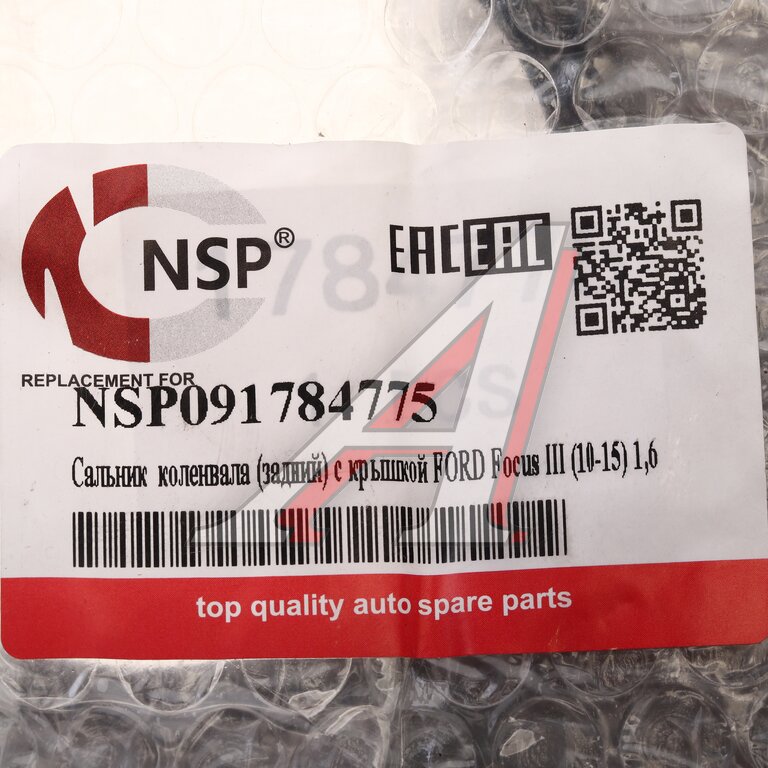 NSP®
EAC EAC
REPLACEMENT FOR
NSP091784775
Сальник коленвала (задний) с крышкой FORD Focus III (10-15) 1,6
top quality auto spare parts